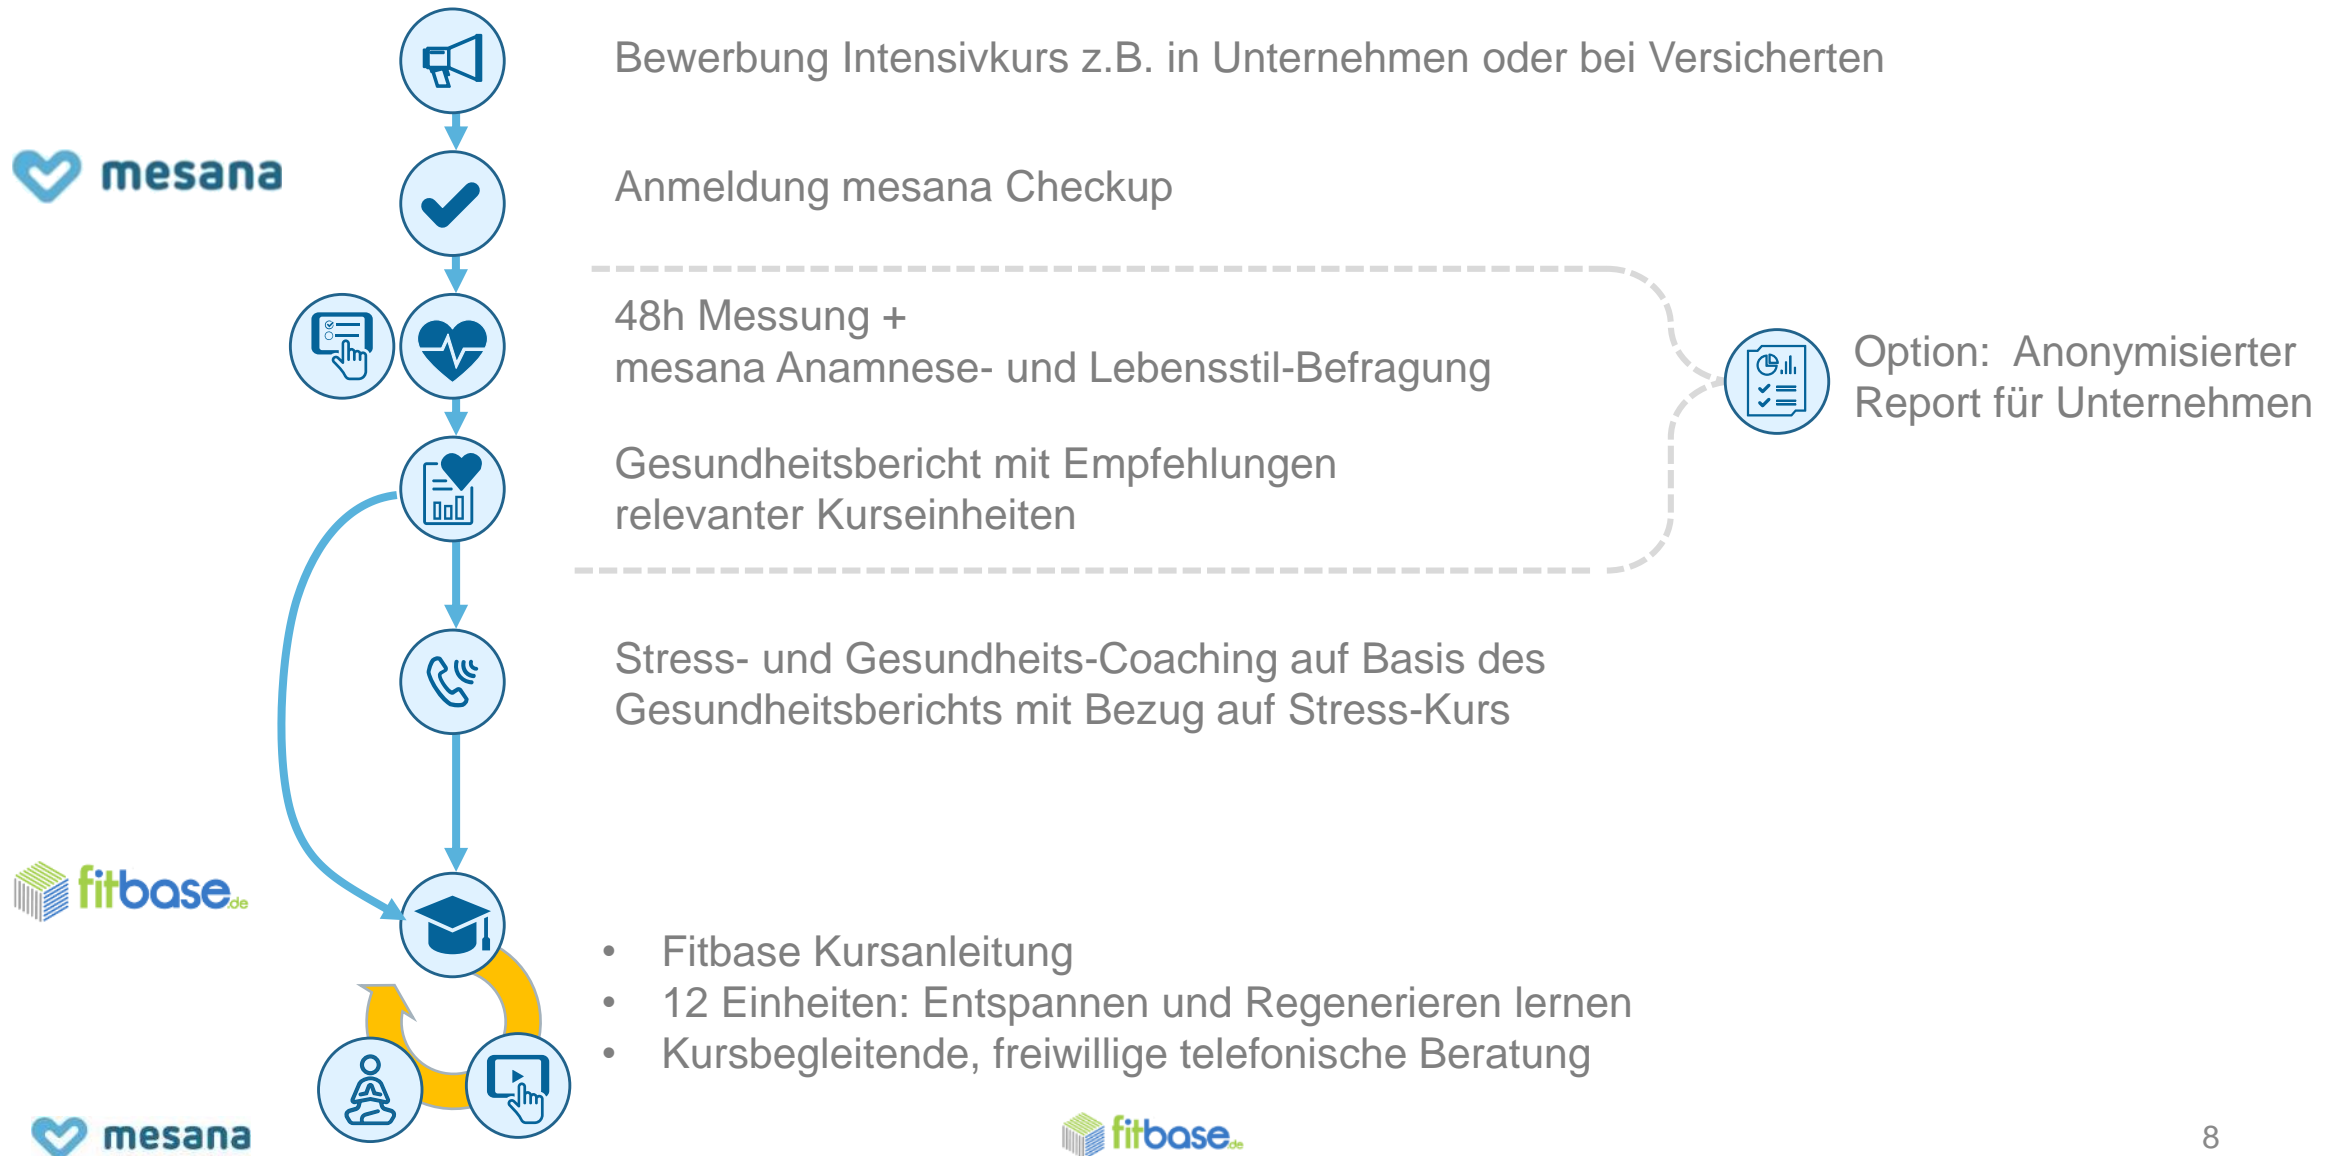 Bewerbung Intensivkurs z.B. in Unternehmen oder bei Versicherten
mesana
Anmeldung mesana Checkup
48h Messung +
mesana Anamnese- und Lebensstil-Befragung
Option: Anonymisierter
Report für Unternehmen
Gesundheitsbericht mit Empfehlungen
relevanter Kurseinheiten
Stress- und Gesundheits-Coaching auf Basis des
Gesundheitsberichts mit Bezug auf Stress-Kurs
fitbase.de
• Fitbase Kursanleitung
• 12 Einheiten: Entspannen und Regenerieren lernen
• Kursbegleitende, freiwillige telefonische Beratung
mesana
fitbase.de
8